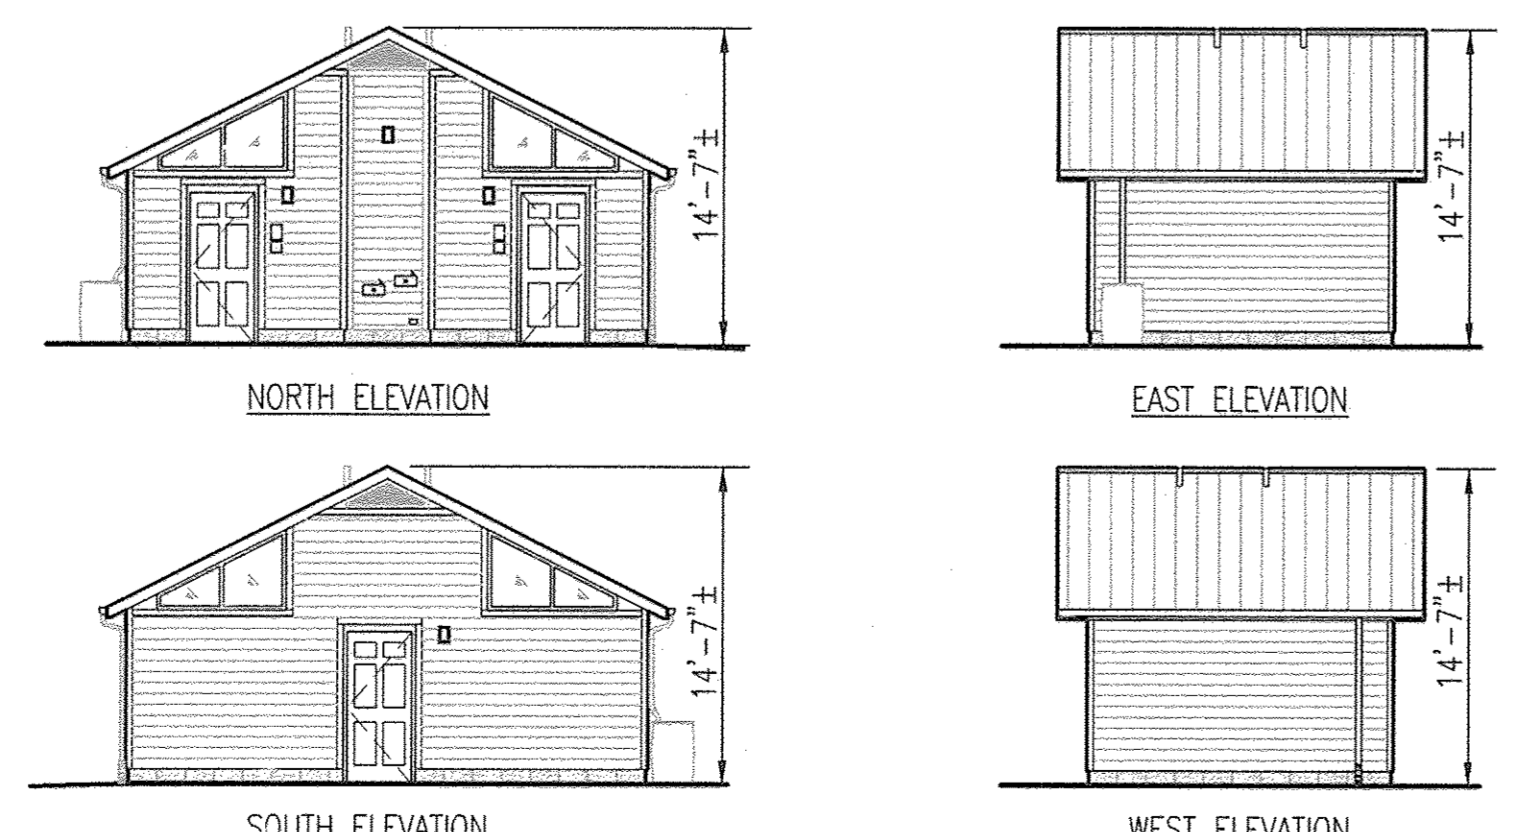 14'-7"±
14'-7"±
NORTH ELEVATION
EAST ELEVATION
14'-7"±
14'-7"±
SOUTH ELEVATION
WEST ELEVATION